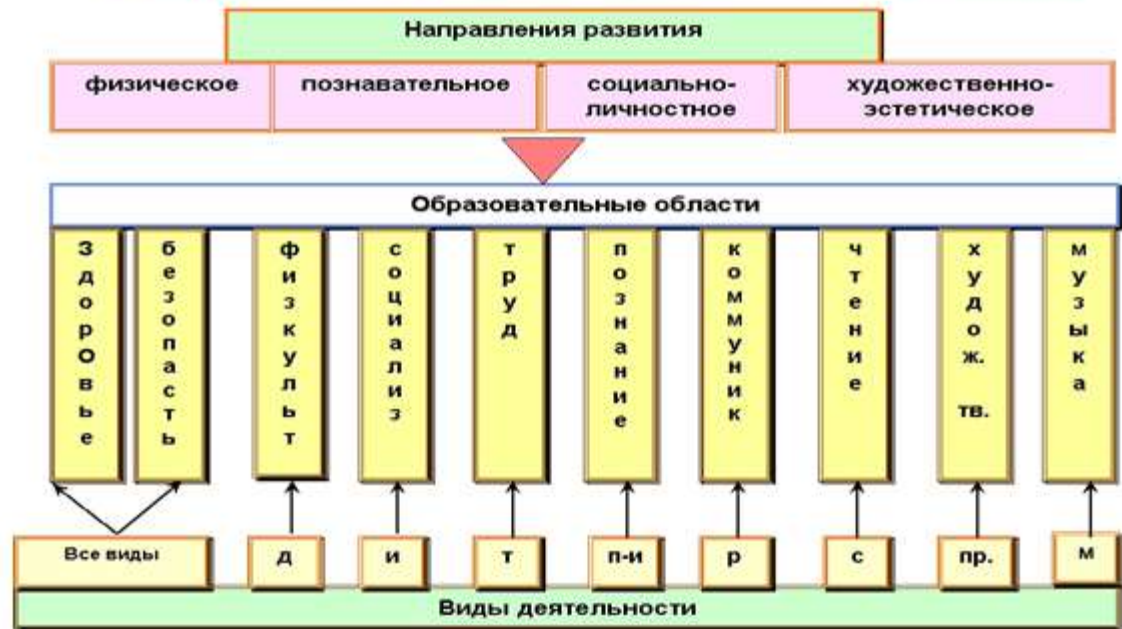 Направления развития
физическое
познавательное
социально-
личностное
художественно-
эстетическое
Образовательные области
ЗдорОвье
безопасть
физкульт
социализ
труд
познание
коммуник
чтение
худож.
тв.
музыка
Все виды
д
и
т
п-и
р
с
пр.
м
Виды деятельности